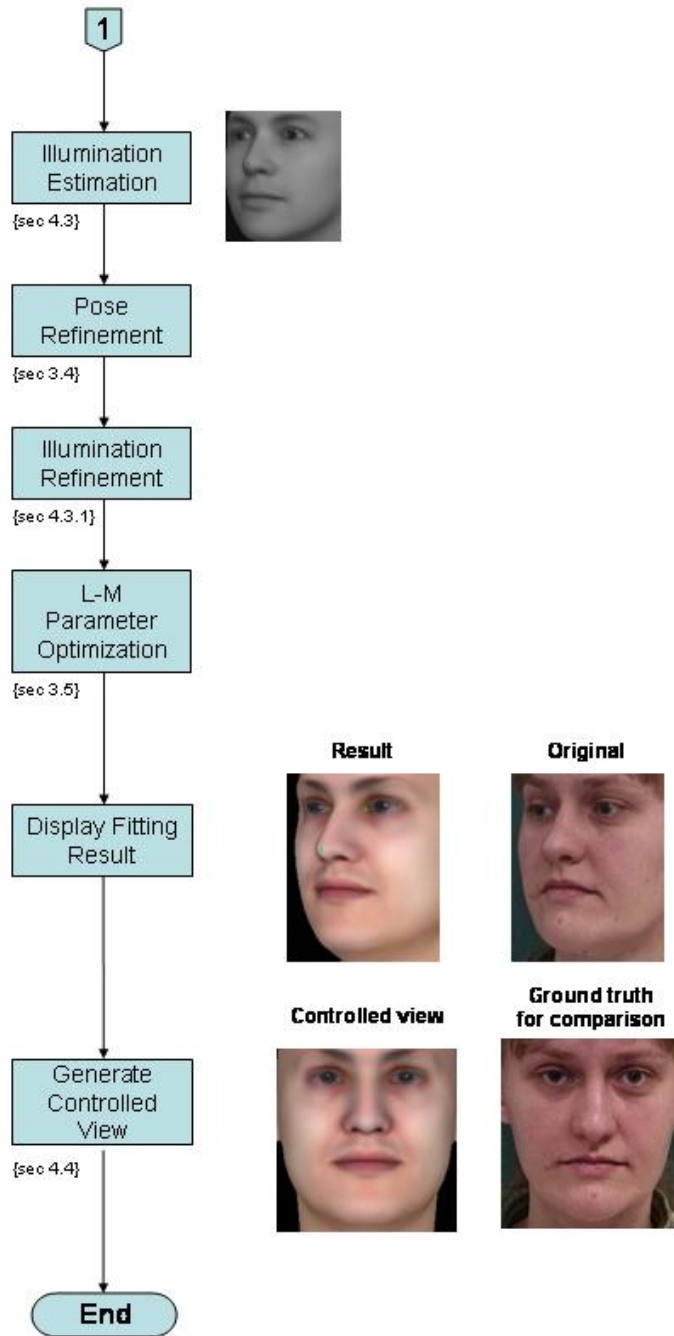 1
Illumination
Estimation
{sec 4.3}
Pose
Refinement
{sec 3.4}
Illumination
Refinement
{sec 4.3.1}
L-M
Parameter
Optimization
{sec 3.5}
Result
Original
Display Fitting
Result
Controlled view
Ground truth
for comparison
Generate
Controlled
View
{sec 4.4}
End